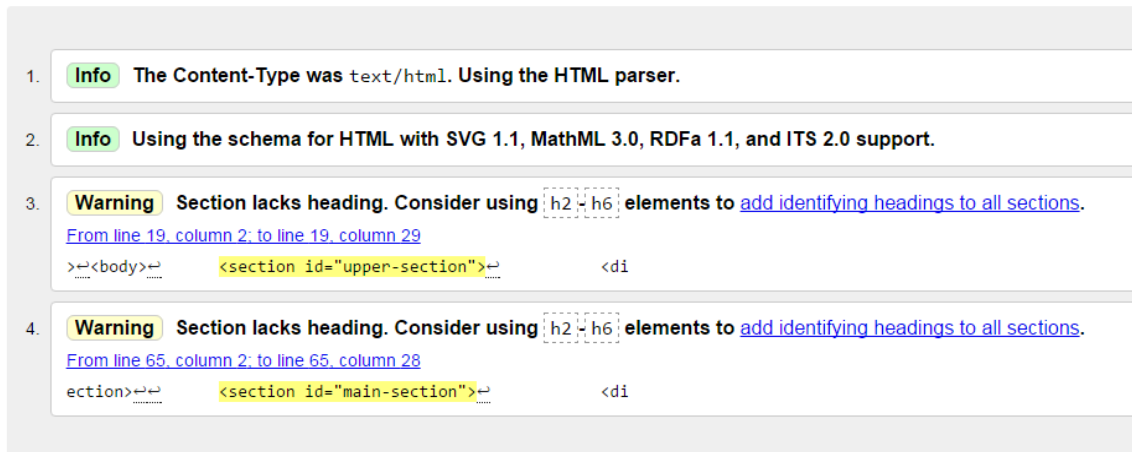 1. Info The Content-Type was text/html. Using the HTML parser.
2. Info Using the schema for HTML with SVG 1.1, MathML 3.0, RDFa 1.1, and ITS 2.0 support.
3. Warning Section lacks heading. Consider using h2-h6 elements to add identifying headings to all sections.
From line 19, column 2; to line 19, column 29
>↩<body>↩ <section id="upper-section">↩ <di
4. Warning Section lacks heading. Consider using h2-h6 elements to add identifying headings to all sections.
From line 65, column 2; to line 65, column 28
ection>↩↩ <section id="main-section">↩ <di